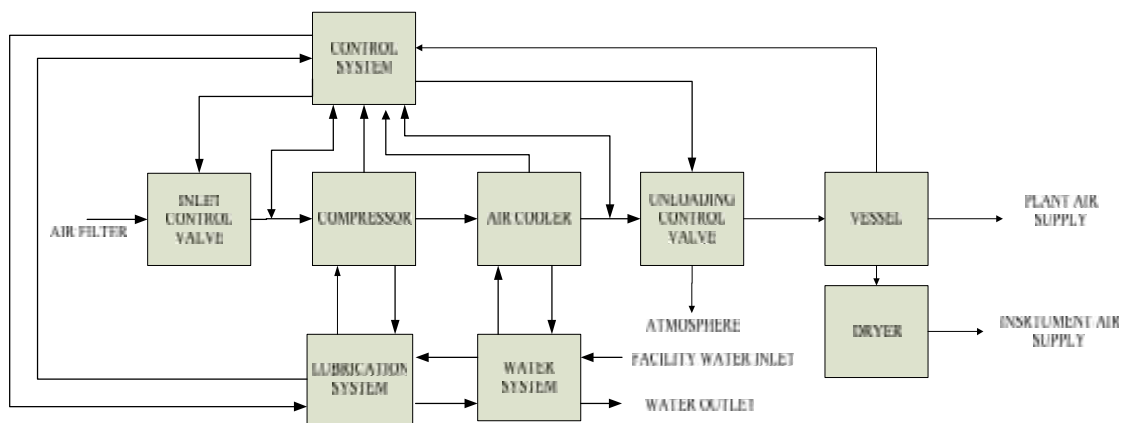 CONTROL
SYSTEM
INLET
CONTROL
VALVE
COMPRESSOR
AIR COOLER
UNLOADING
CONTROL
VALVE
VESSEL
PLANT AIR
SUPPLY
AIR FILTER
ATMOSPHERE
DRYER
INSRTUMENT AIR
SUPPLY
LUBRICATION
SYSTEM
WATER
SYSTEM
FACILITY WATER INLET
WATER OUTLET